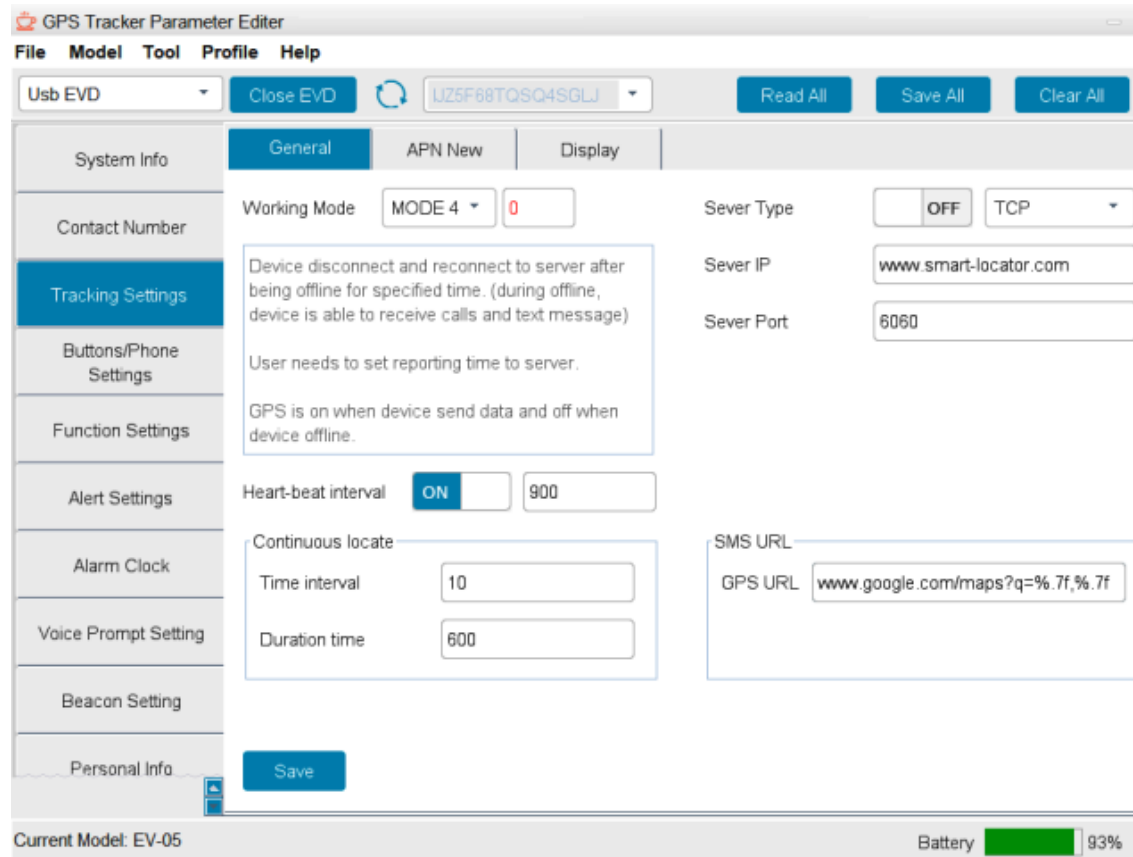 GPS Tracker Parameter Editer
File Model Tool Profile Help
Usb EVD Close EVD IJZ5F68TQSQ4SGLJ Read All Save All Clear All
General APN New Display
System Info
Contact Number
Tracking Settings
Buttons/Phone
Settings
Function Settings
Alert Settings
Alarm Clock
Voice Prompt Setting
Beacon Setting
Personal Info
Working Mode MODE 4 0
Device disconnect and reconnect to server after
being offline for specified time. (during offline,
device is able to receive calls and text message)
User needs to set reporting time to server.
GPS is on when device send data and off when
device offline.
Heart-beat interval ON 900
Continuous locate
Time interval 10
Duration time 600
Save
Sever Type OFF TCP
Sever IP www.smart-locator.com
Sever Port 6060
SMS URL
GPS URL www.google.com/maps?q=%.7f,%.7f
Current Model: EV-05
Battery 93%